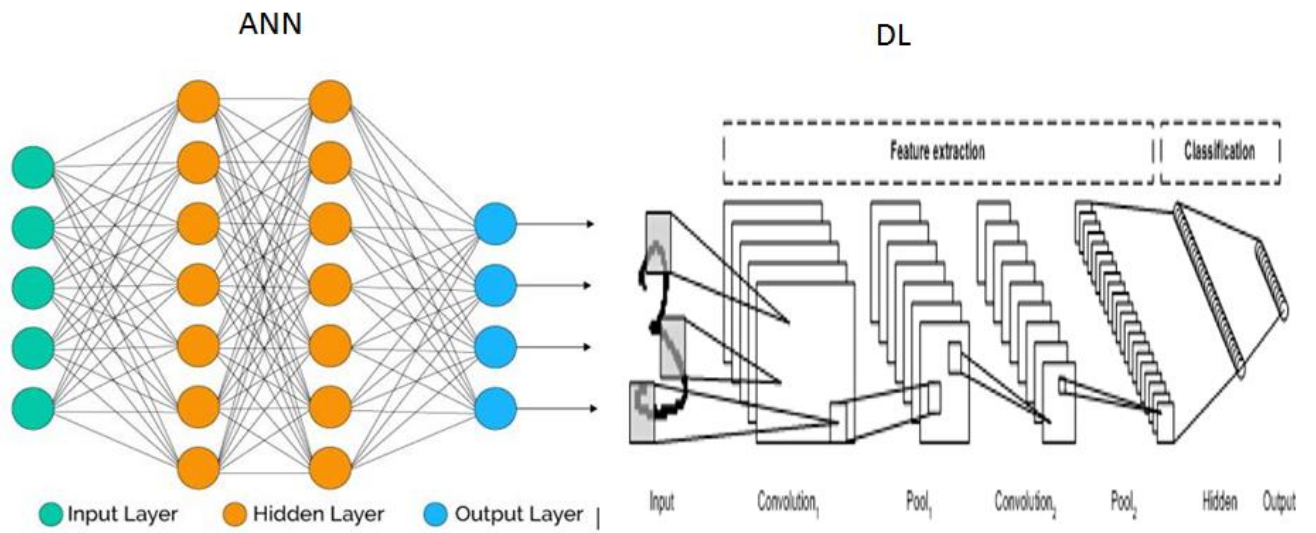 ANN
DL
Feature extraction
Classification
Input Layer
Hidden Layer
Output Layer
Input
Convolution₁
Pool₁
Convolution₂
Pool₂
Hidden
Output